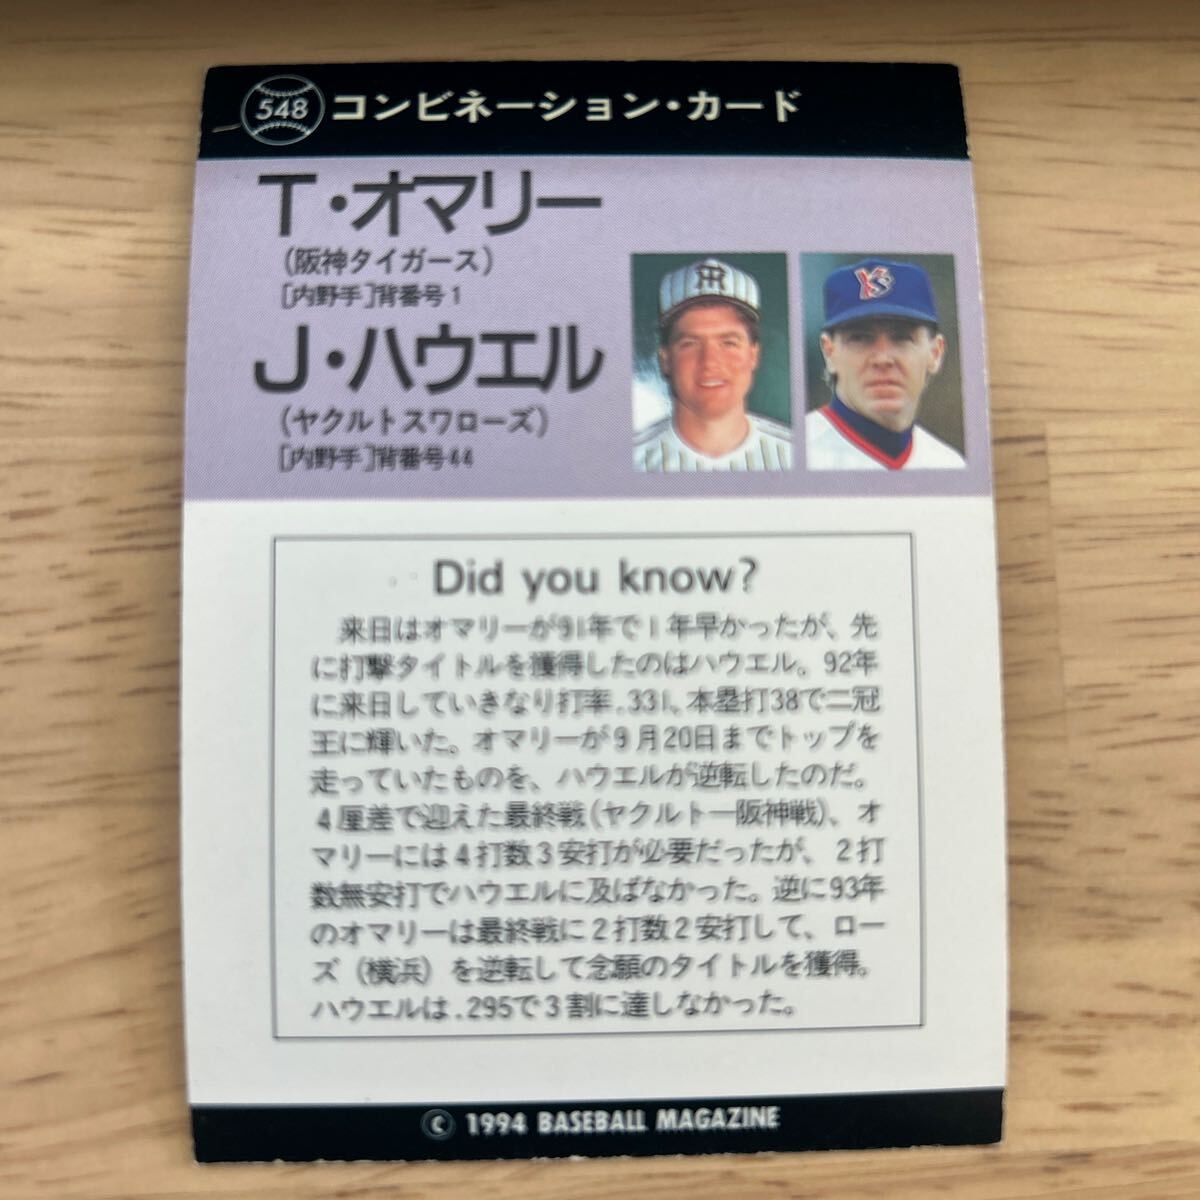 548 コンビネーション・カード
T・オマリー
(阪神タイガース)
[内野手]背番号1
J・ハウエル
(ヤクルトスワローズ)
[内野手]背番号44
Did you know?
来日はオマリーが91年で1年早かったが、先
に打撃タイトルを獲得したのはハウエル。92年
に来日していきなり打率.331、本塁打38で二冠
王に輝いた。オマリーが9月20日までトップを
走っていたものを、ハウエルが逆転したのだ。
4厘差で迎えた最終戦(ヤクルト―阪神戦)、オ
マリーには4打数3安打が必要だったが、2打
数無安打でハウエルに及ばなかった。逆に93年
のオマリーは最終戦に2打数2安打して、ロー
ズ(横浜)を逆転して念願のタイトルを獲得。
ハウエルは.295で3割に達しなかった。
© 1994 BASEBALL MAGAZINE